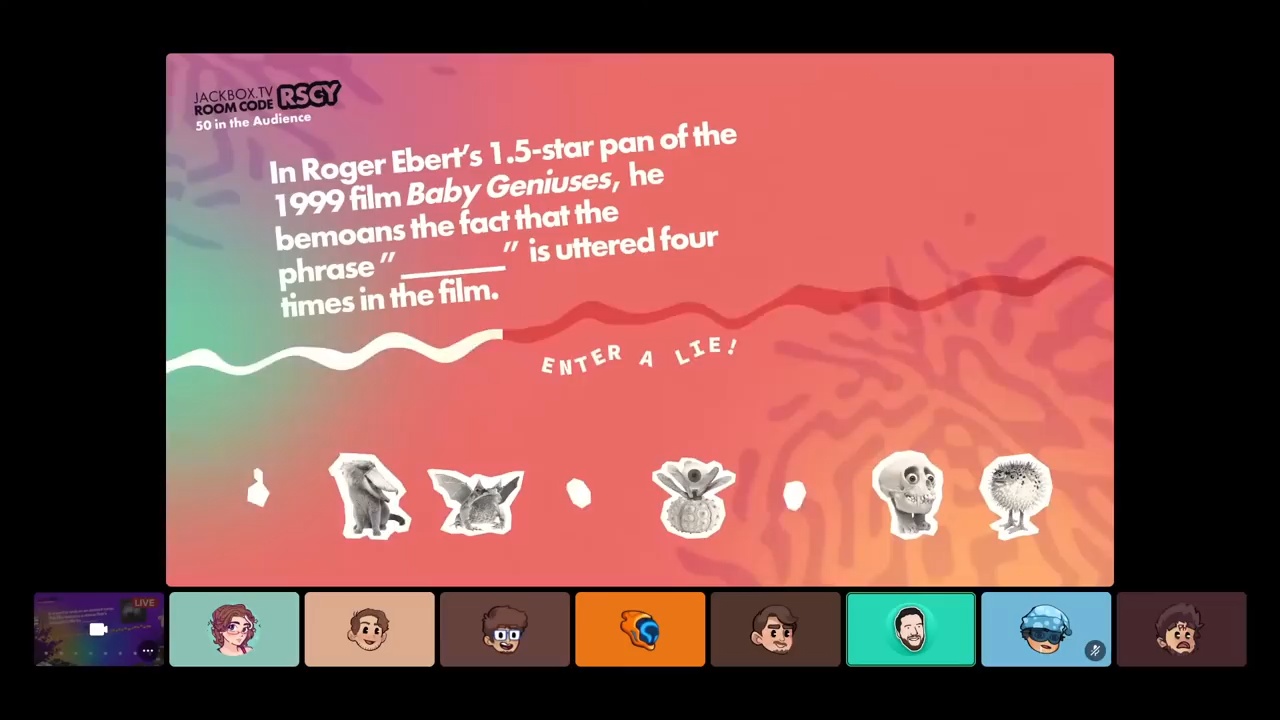 JACKBOX.TV
ROOM CODE RSCY
50 in the Audience
In Roger Ebert's 1.5-star pan of the
1999 film Baby Geniuses, he
bemoans the fact that the
phrase "________" is uttered four
times in the film.
ENTER A LIE!
LIVE